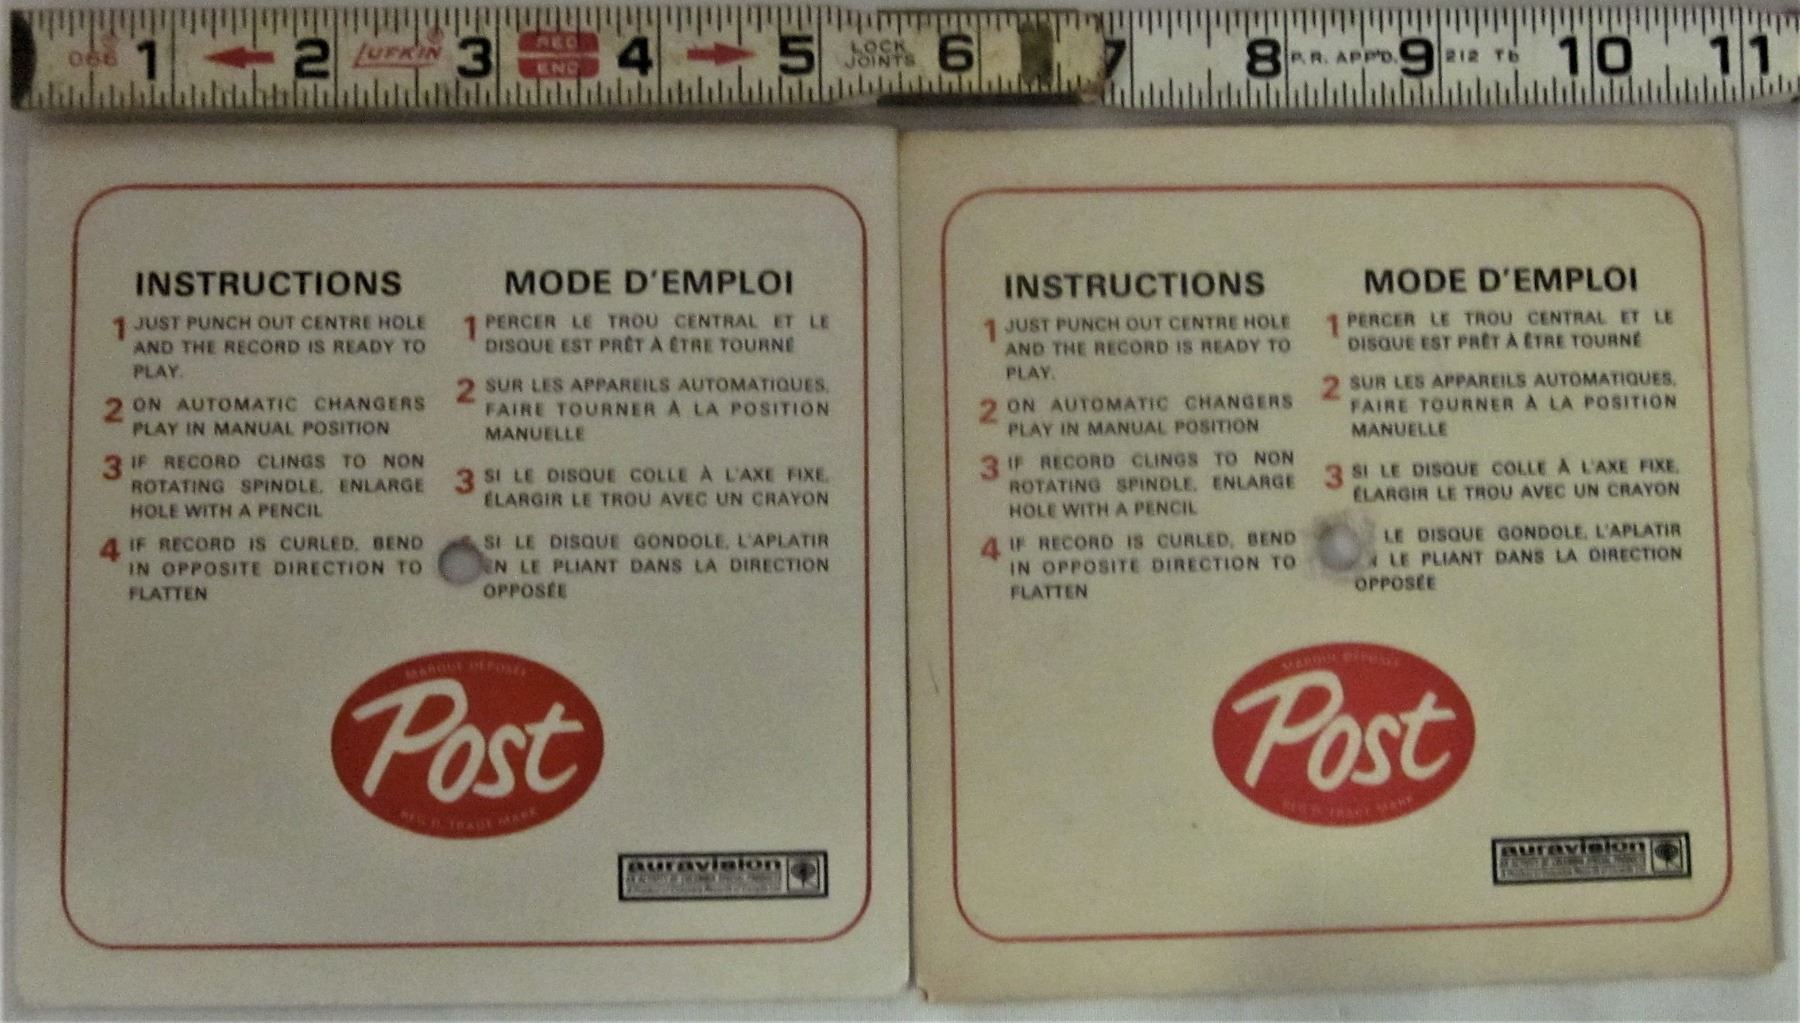 066 1 2 LUFKIN 3 RED END 4 5 LOCK JOINTS 6 7 8 P.R. APP'D. 9 212 Tb 10 11
INSTRUCTIONS
1 JUST PUNCH OUT CENTRE HOLE
AND THE RECORD IS READY TO
PLAY.
2 ON AUTOMATIC CHANGERS
PLAY IN MANUAL POSITION
3 IF RECORD CLINGS TO NON
ROTATING SPINDLE, ENLARGE
HOLE WITH A PENCIL
4 IF RECORD IS CURLED, BEND
IN OPPOSITE DIRECTION TO
FLATTEN
MODE D'EMPLOI
1 PERCER LE TROU CENTRAL ET LE
DISQUE EST PRÊT À ÊTRE TOURNÉ
2 SUR LES APPAREILS AUTOMATIQUES,
FAIRE TOURNER À LA POSITION
MANUELLE
3 SI LE DISQUE COLLE À L'AXE FIXE,
ÉLARGIR LE TROU AVEC UN CRAYON
SI LE DISQUE GONDOLE, L'APLATIR
EN LE PLIANT DANS LA DIRECTION
OPPOSÉE
MARQUE DÉPOSÉE
Post
REG'D. TRADE MARK
auravision
INSTRUCTIONS
1 JUST PUNCH OUT CENTRE HOLE
AND THE RECORD IS READY TO
PLAY.
2 ON AUTOMATIC CHANGERS
PLAY IN MANUAL POSITION
3 IF RECORD CLINGS TO NON
ROTATING SPINDLE, ENLARGE
HOLE WITH A PENCIL
4 IF RECORD IS CURLED, BEND
IN OPPOSITE DIRECTION TO
FLATTEN
MODE D'EMPLOI
1 PERCER LE TROU CENTRAL ET LE
DISQUE EST PRÊT À ÊTRE TOURNÉ
2 SUR LES APPAREILS AUTOMATIQUES,
FAIRE TOURNER À LA POSITION
MANUELLE
3 SI LE DISQUE COLLE À L'AXE FIXE,
ÉLARGIR LE TROU AVEC UN CRAYON
LE DISQUE GONDOLE, L'APLATIR
LE PLIANT DANS LA DIRECTION
OPPOSÉE
MARQUE DÉPOSÉE
Post
REG'D. TRADE MARK
auravision